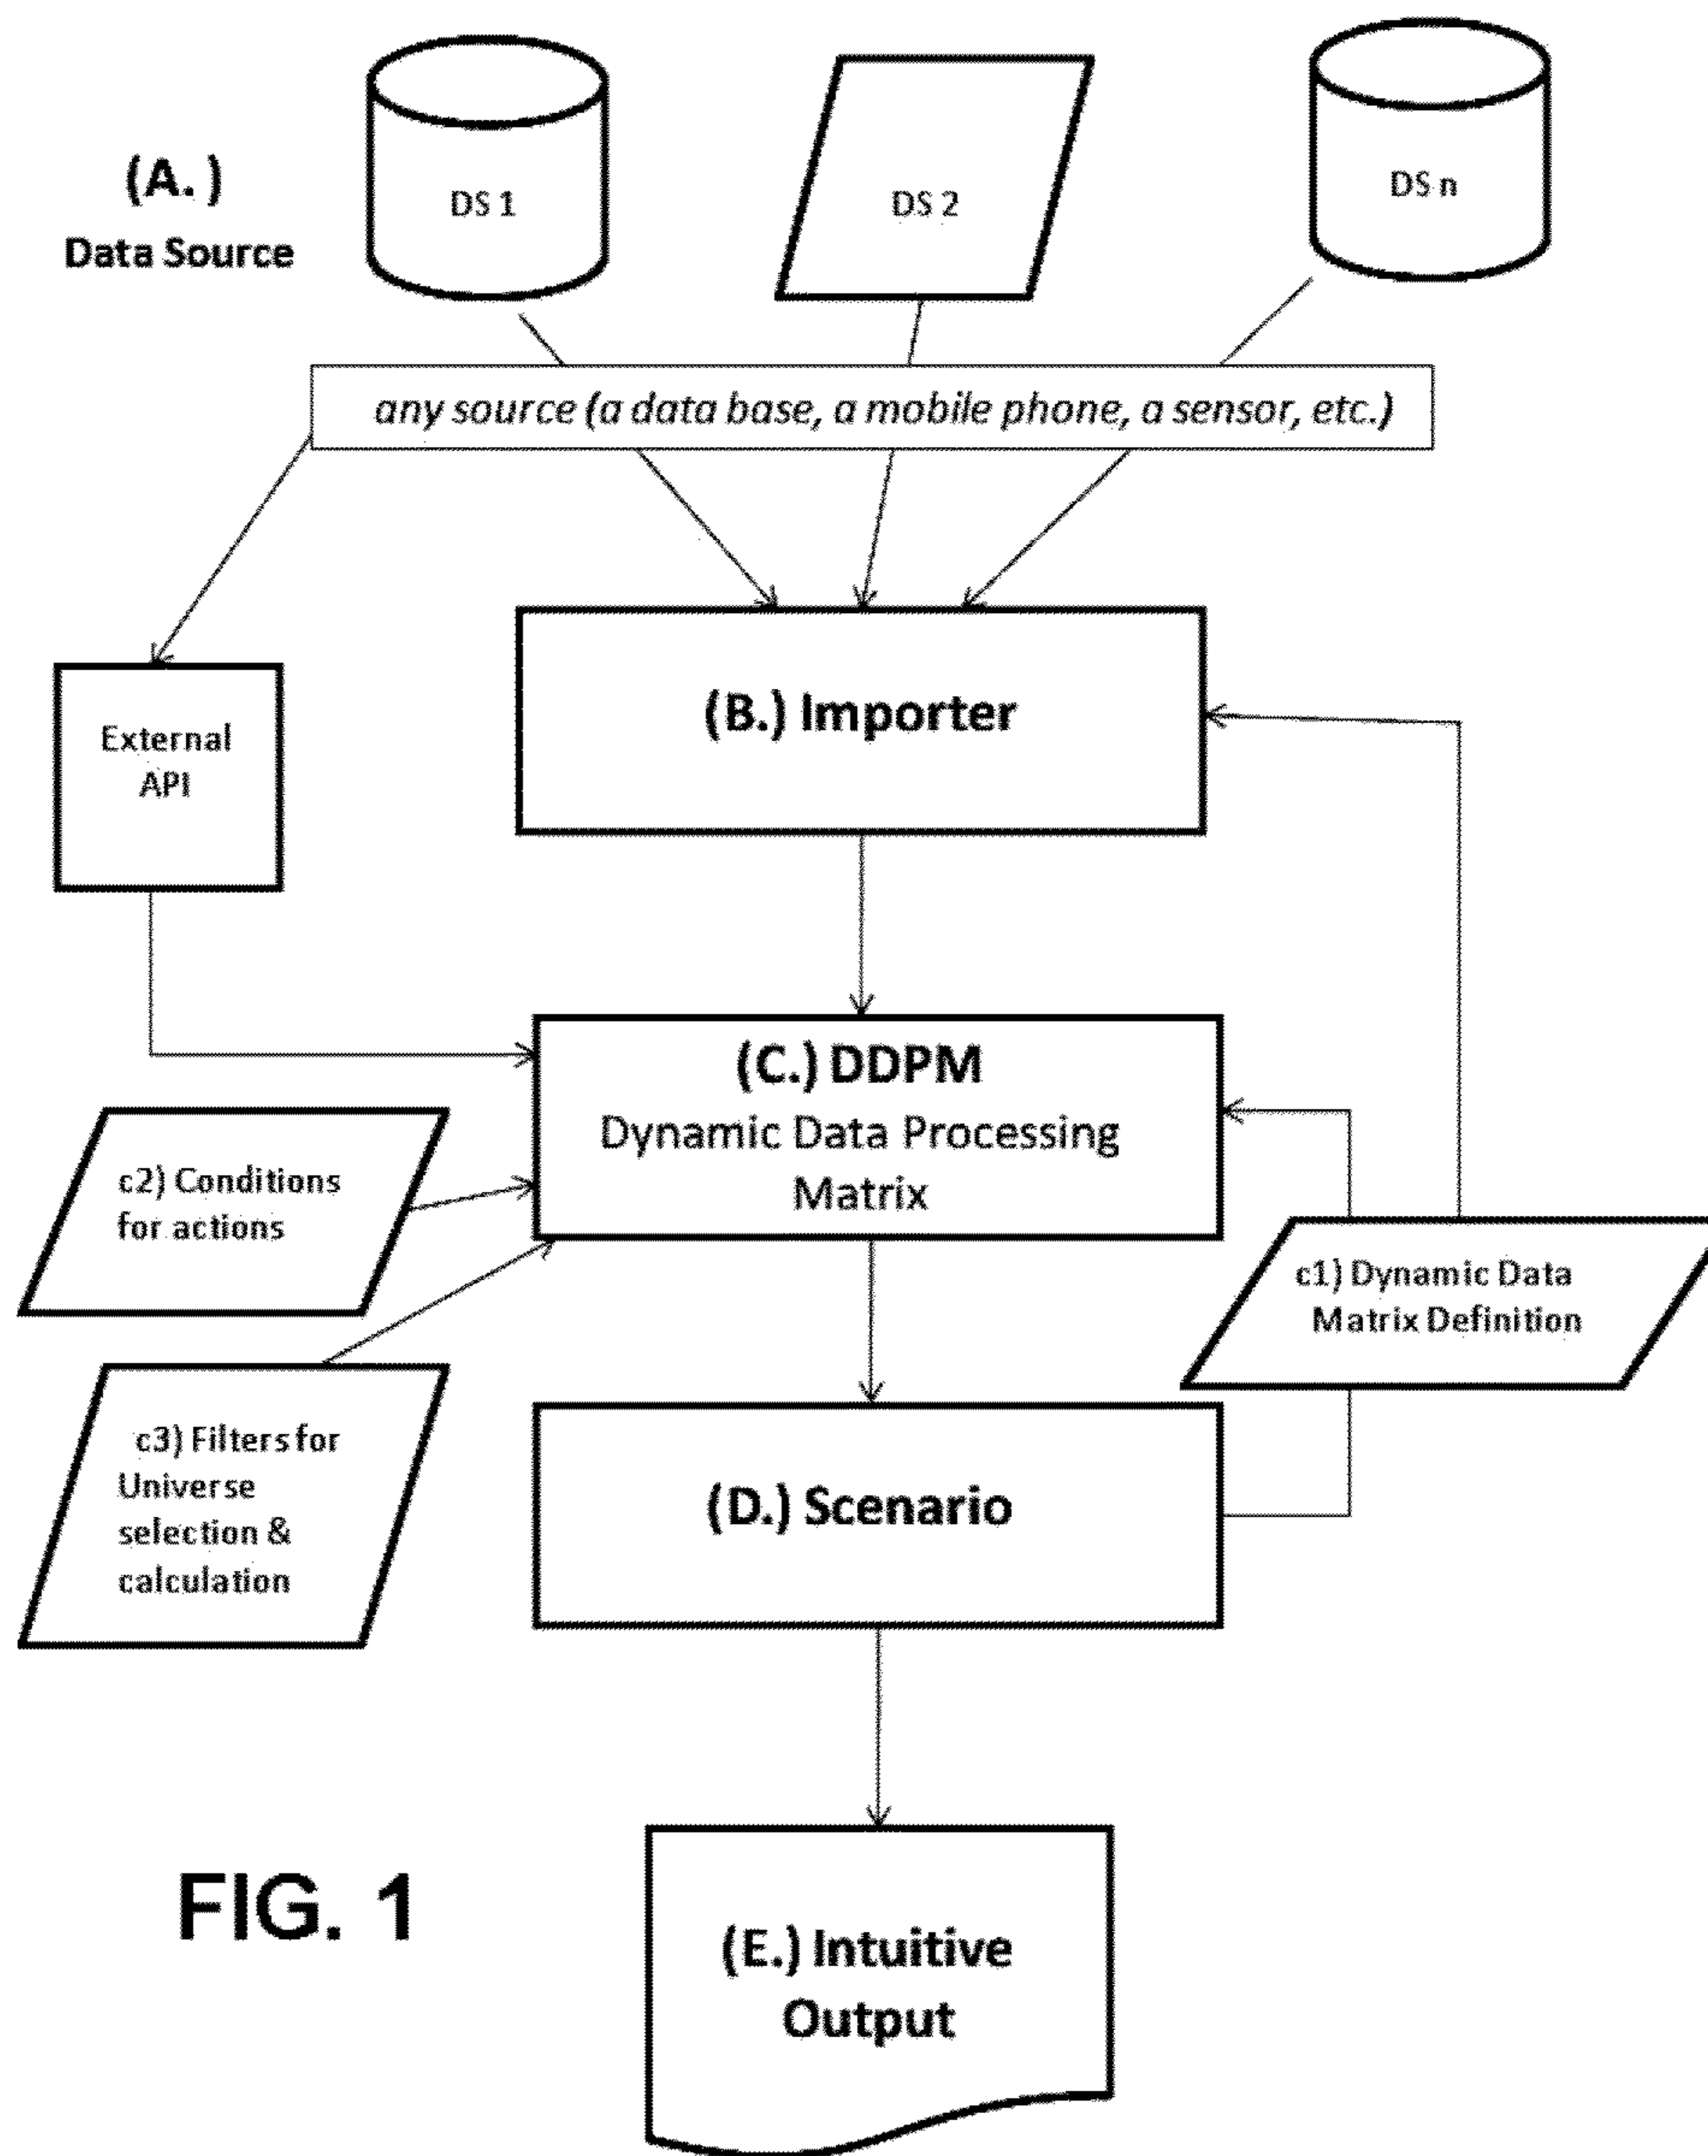 DS 1
DS 2
DS n
(A. )
Data Source
any source (a data base, a mobile phone, a sensor, etc.)
(B.) Importer
External
API
(C.) DDPM
Dynamic Data Processing
Matrix
c2) Conditions
for actions
c1) Dynamic Data
Matrix Definition
c3) Filters for
Universe
selection &
calculation
(D.) Scenario
FIG. 1
(E.) Intuitive
Output